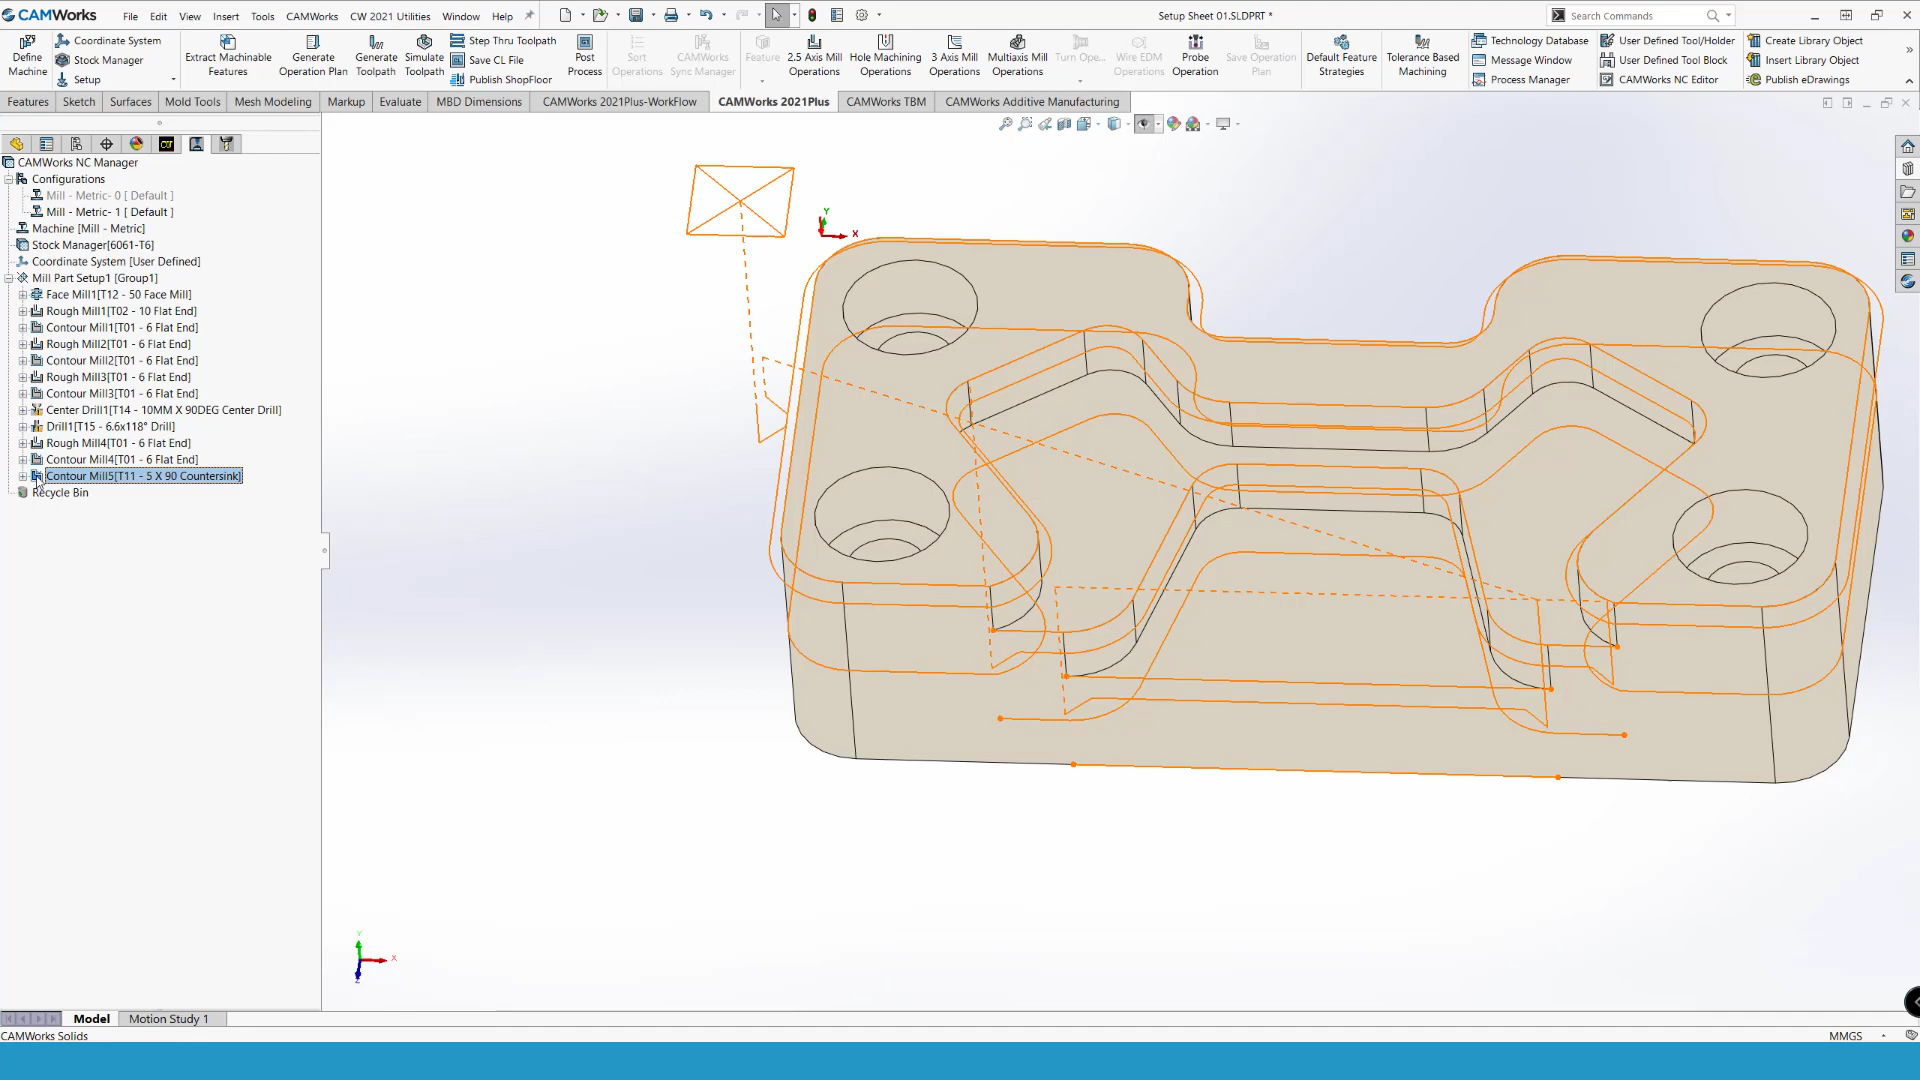 CAMWorks File Edit View Insert Tools CAMWorks CW 2021 Utilities Window Help Setup Sheet 01.SLDPRT * Search Commands
Define Machine
Coordinate System
Stock Manager
Setup
Extract Machinable Features
Generate Operation Plan
Generate Toolpath
Simulate Toolpath
Step Thru Toolpath
Save CL File
Publish ShopFloor
Post Process
Sort Operations
CAMWorks Sync Manager
Feature
2.5 Axis Mill Operations
Hole Machining Operations
3 Axis Mill Operations
Multiaxis Mill Operations
Turn Ope...
Wire EDM Operations
Probe Operation
Save Operation Plan
Default Feature Strategies
Tolerance Based Machining
Technology Database
Message Window
Process Manager
User Defined Tool/Holder
User Defined Tool Block
CAMWorks NC Editor
Create Library Object
Insert Library Object
Publish eDrawings
Features Sketch Surfaces Mold Tools Mesh Modeling Markup Evaluate MBD Dimensions CAMWorks 2021Plus-WorkFlow CAMWorks 2021Plus CAMWorks TBM CAMWorks Additive Manufacturing
CAMWorks NC Manager
Configurations
Mill - Metric- 0 [ Default ]
Mill - Metric- 1 [ Default ]
Machine [Mill - Metric]
Stock Manager[6061-T6]
Coordinate System [User Defined]
Mill Part Setup1 [Group1]
Face Mill1[T12 - 50 Face Mill]
Rough Mill1[T02 - 10 Flat End]
Contour Mill1[T01 - 6 Flat End]
Rough Mill2[T01 - 6 Flat End]
Contour Mill2[T01 - 6 Flat End]
Rough Mill3[T01 - 6 Flat End]
Contour Mill3[T01 - 6 Flat End]
Center Drill1[T14 - 10MM X 90DEG Center Drill]
Drill1[T15 - 6.6x118° Drill]
Rough Mill4[T01 - 6 Flat End]
Contour Mill4[T01 - 6 Flat End]
Contour Mill5[T11 - 5 X 90 Countersink]
Recycle Bin
Y
X
Y
X
Z
Model Motion Study 1
CAMWorks Solids MMGS